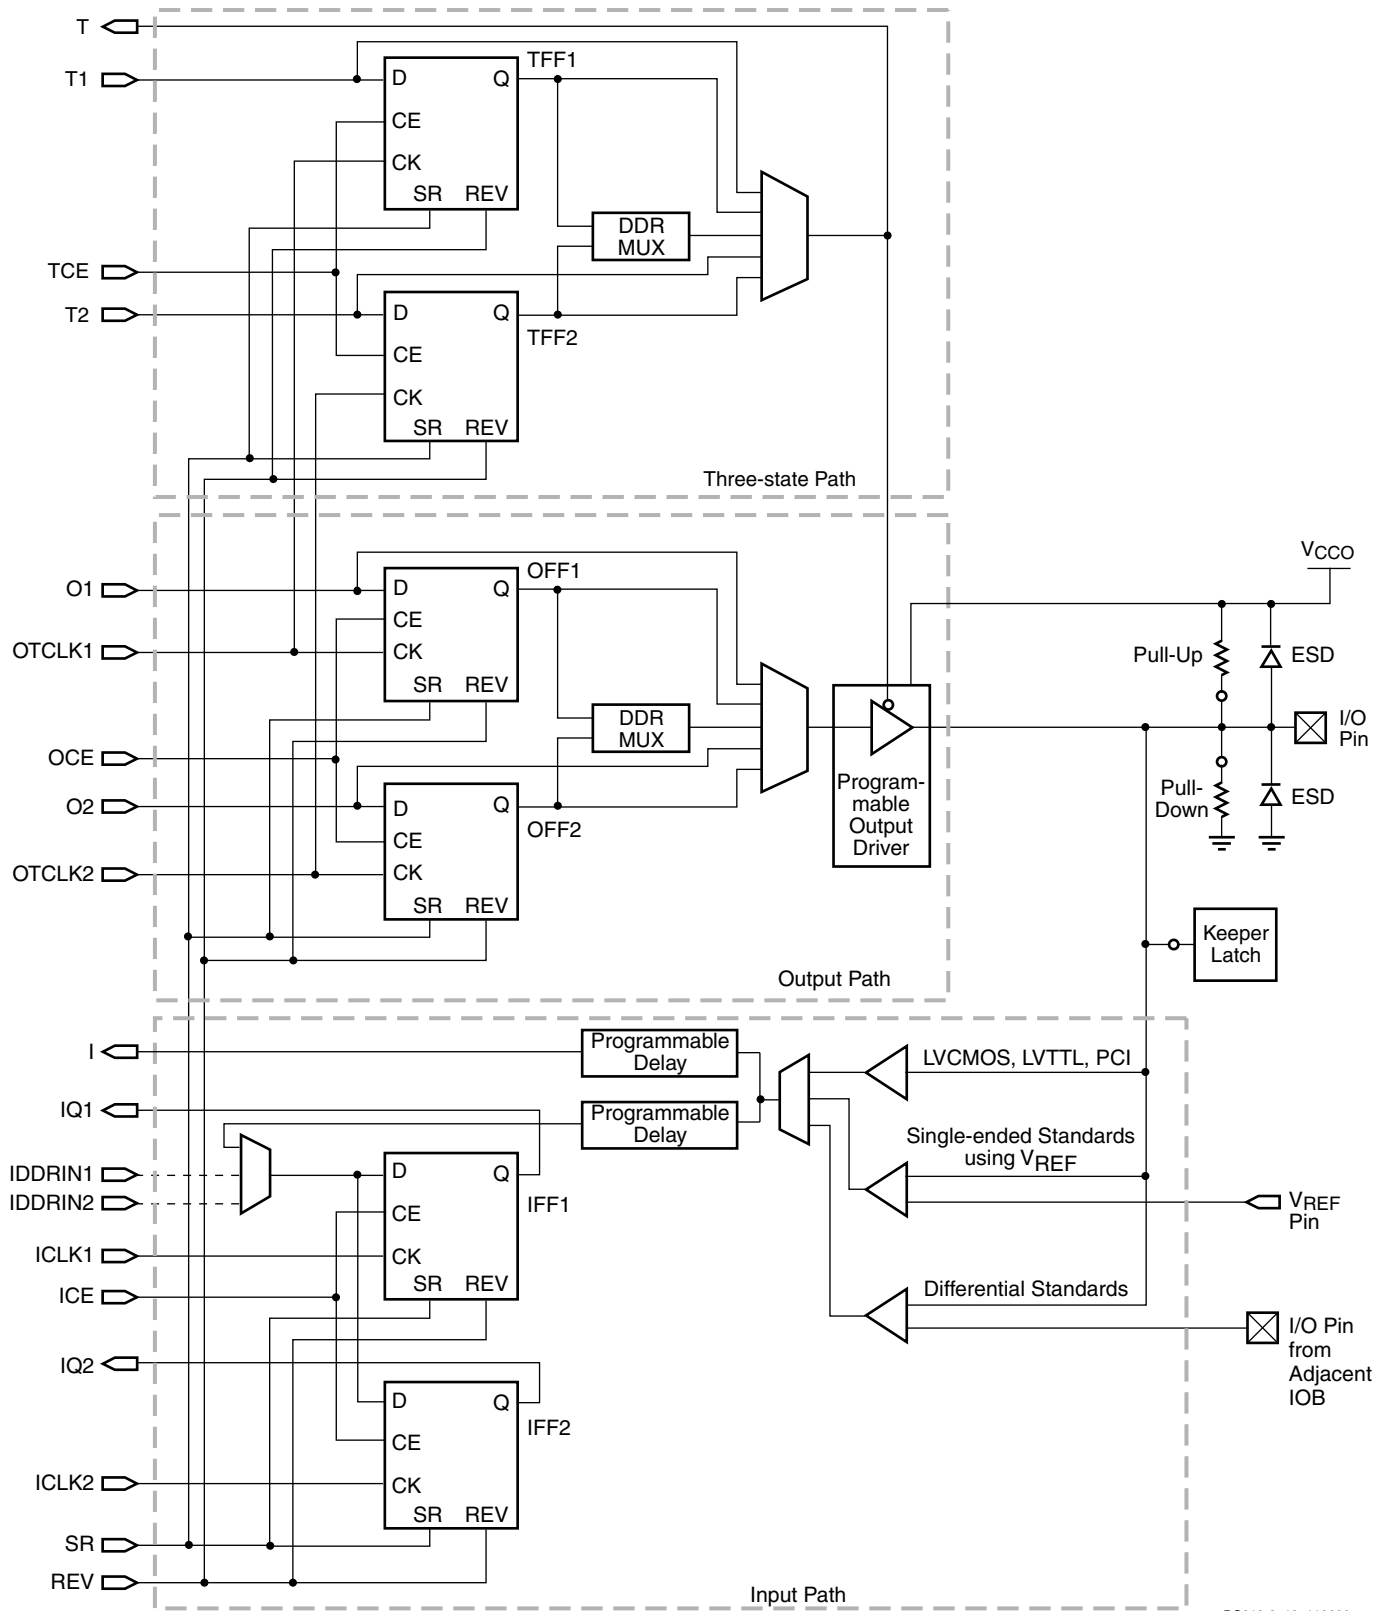 T
T1
D
Q
TFF1
CE
CK
SR
REV
DDR
MUX
TCE
T2
D
Q
TFF2
CE
CK
SR
REV
Three-state Path
O1
D
Q
OFF1
CE
OTCLK1
CK
SR
REV
DDR
MUX
OCE
O2
D
Q
OFF2
CE
OTCLK2
CK
SR
REV
Program-
mable
Output
Driver
Output Path
VCCO
Pull-Up
ESD
I/O
Pin
Pull-
Down
ESD
Keeper
Latch
I
Programmable
Delay
LVCMOS, LVTTL, PCI
IQ1
Programmable
Delay
Single-ended Standards
using VREF
IDDRIN1
IDDRIN2
D
Q
IFF1
CE
VREF
Pin
ICLK1
CK
SR
REV
ICE
Differential Standards
I/O Pin
from
Adjacent
IOB
IQ2
D
Q
IFF2
CE
ICLK2
CK
SR
REV
SR
REV
Input Path